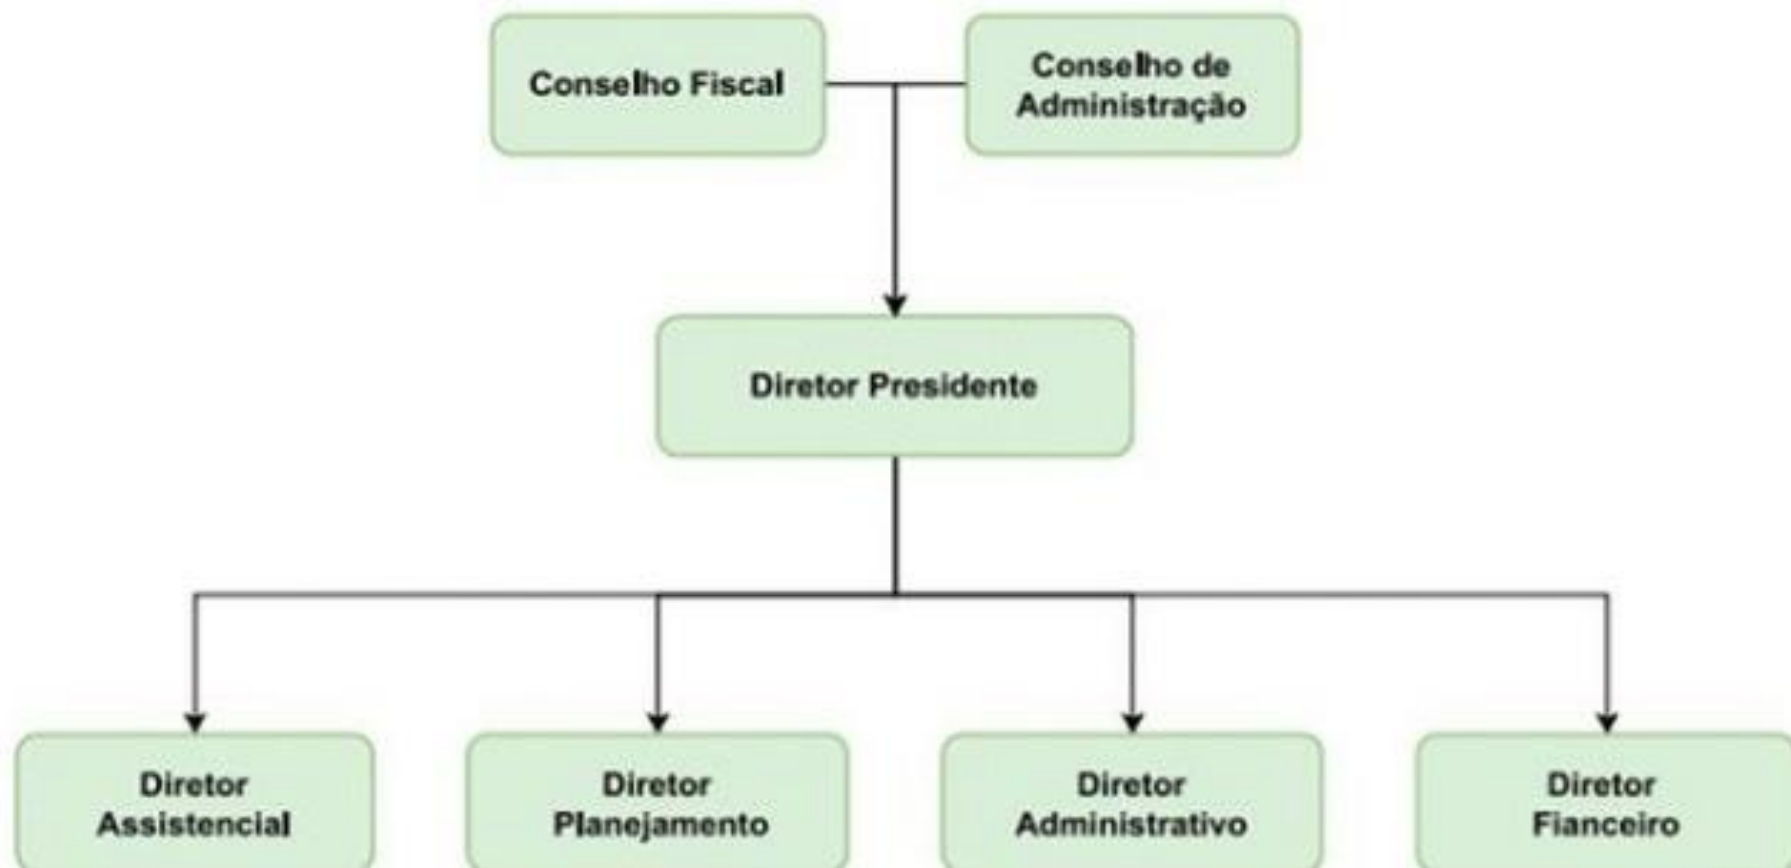 Conselho Fiscal
Conselho de
Administração
Diretor Presidente
Diretor
Assistencial
Diretor
Planejamento
Diretor
Administrativo
Diretor
Fianceiro